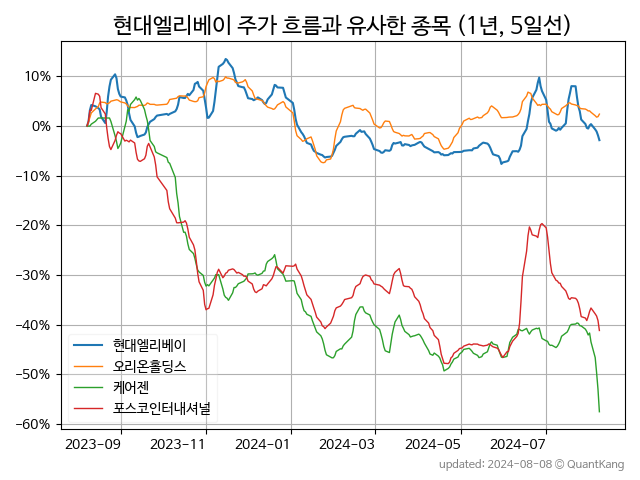 현대엘리베이 주가 흐름과 유사한 종목 (1년, 5일선)
10%
0%
−10%
−20%
−30%
−40%
−50%
−60%
현대엘리베이
오리온홀딩스
케어젠
포스코인터내셔널
2023-09 2023-11 2024-01 2024-03 2024-05 2024-07
updated: 2024-08-08 © QuantKang